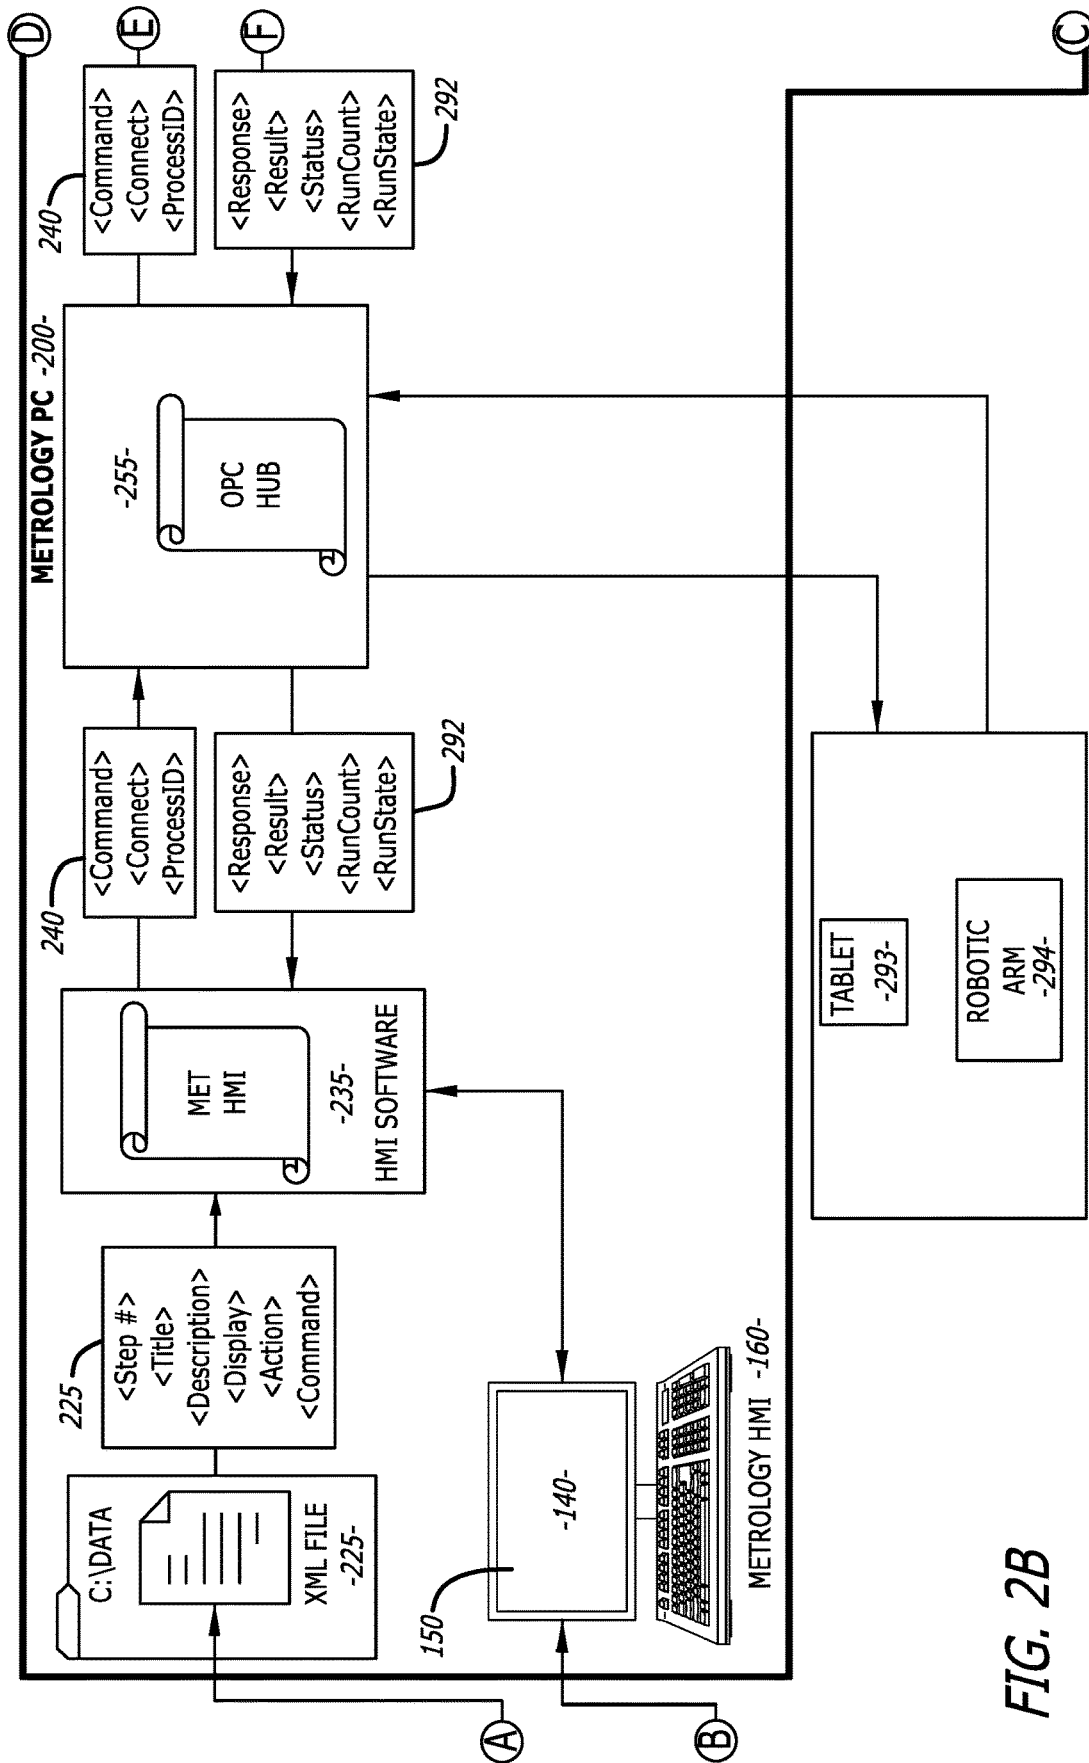 D
METROLOGY PC -200-
C:\DATA
XML FILE
-225-
225
<Step #>
<Title>
<Description>
<Display>
<Action>
<Command>
MET
HMI
-235-
HMI SOFTWARE
240
<Command>
<Connect>
<ProcessID>
<Response>
<Result>
<Status>
<RunCount>
<RunState>
292
-255-
OPC
HUB
240
<Command>
<Connect>
<ProcessID>
E
<Response>
<Result>
<Status>
<RunCount>
<RunState>
292
F
A
150
-140-
METROLOGY HMI -160-
B
TABLET
-293-
ROBOTIC
ARM
-294-
C
FIG. 2B